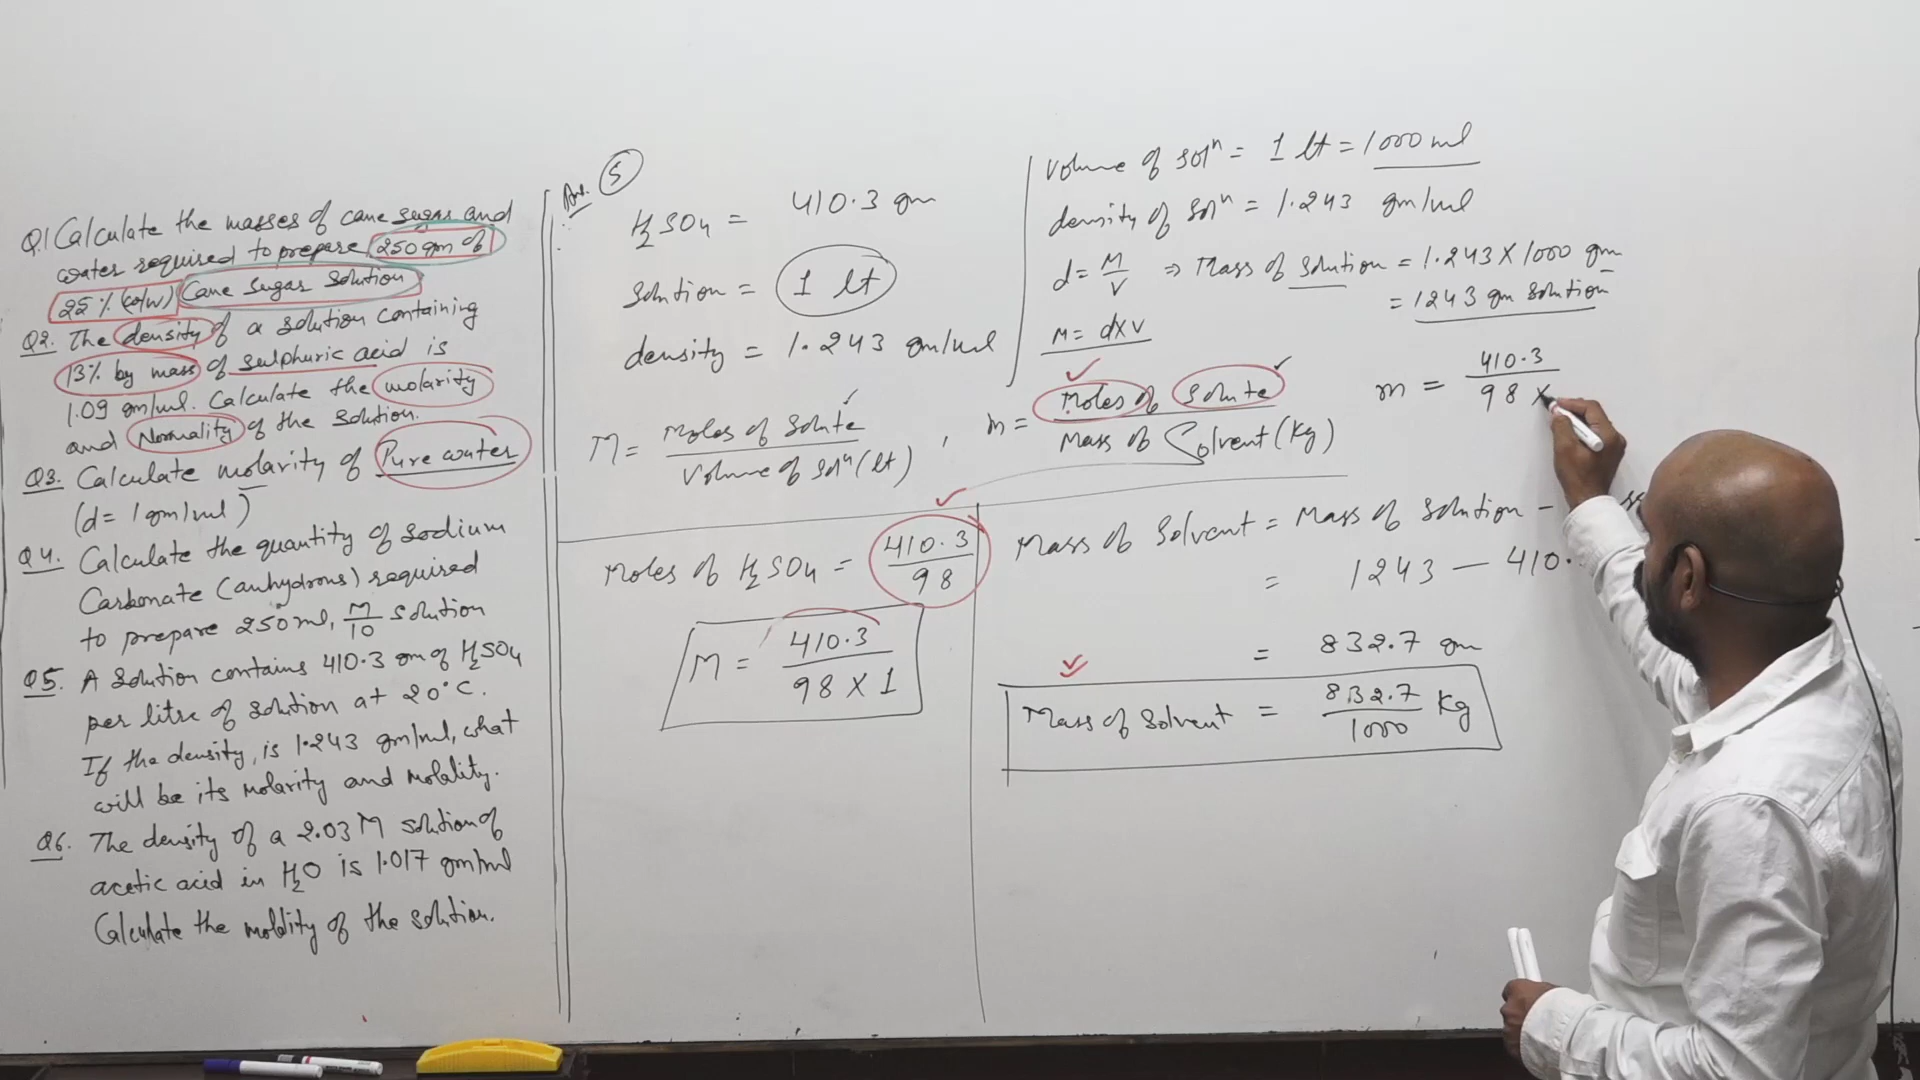 Q.1 Calculate the masses of cane sugar and
water required to prepare 250 gm of
25% (w/w) Cane Sugar Solution
Q2. The density of a solution containing
13% by mass of sulphuric acid is
1.09 gm/ml. Calculate the molarity
and Normality of the solution.
Q3. Calculate molarity of Pure water
(d = 1 gm/ml)
Q4. Calculate the quantity of sodium
Carbonate (anhydrous) required
to prepare 250 ml, M/10 solution
Q5. A solution contains 410.3 gm of H₂SO₄
per litre of solution at 20°C.
If the density, is 1.243 gm/ml, what
will be its molarity and molality.
Q6. The density of a 2.03 M solution of
acetic acid in H₂O is 1.017 gm/ml
Calculate the molality of the solution.
Ans. 5
H₂SO₄ = 410.3 gm
Solution = 1 lt
density = 1.243 gm/ml
M = Moles of Solute / Volume of solⁿ (lt) ,
Volume of solⁿ = 1 lt = 1000 ml
density of solⁿ = 1.243 gm/ml
d = M/V ⇒ Mass of solution = 1.243 X 1000 gm
= 1243 gm solution
M = dXV
m = Moles of Solute / Mass of Solvent (Kg)
m = 410.3 / 98 X
Moles of H₂SO₄ = 410.3 / 98
M = 410.3 / 98 X 1
Mass of Solvent = Mass of Solution -
= 1243 - 410.
= 832.7 gm
Mass of Solvent = 832.7 / 1000 Kg